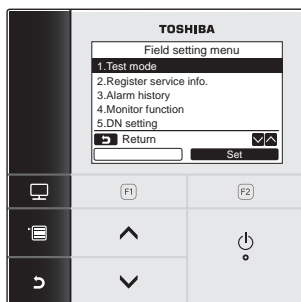 TOSHIBA
Field setting menu
1.Test mode
2.Register service info.
3.Alarm history
4.Monitor function
5.DN setting
Return
Set
F1
F2